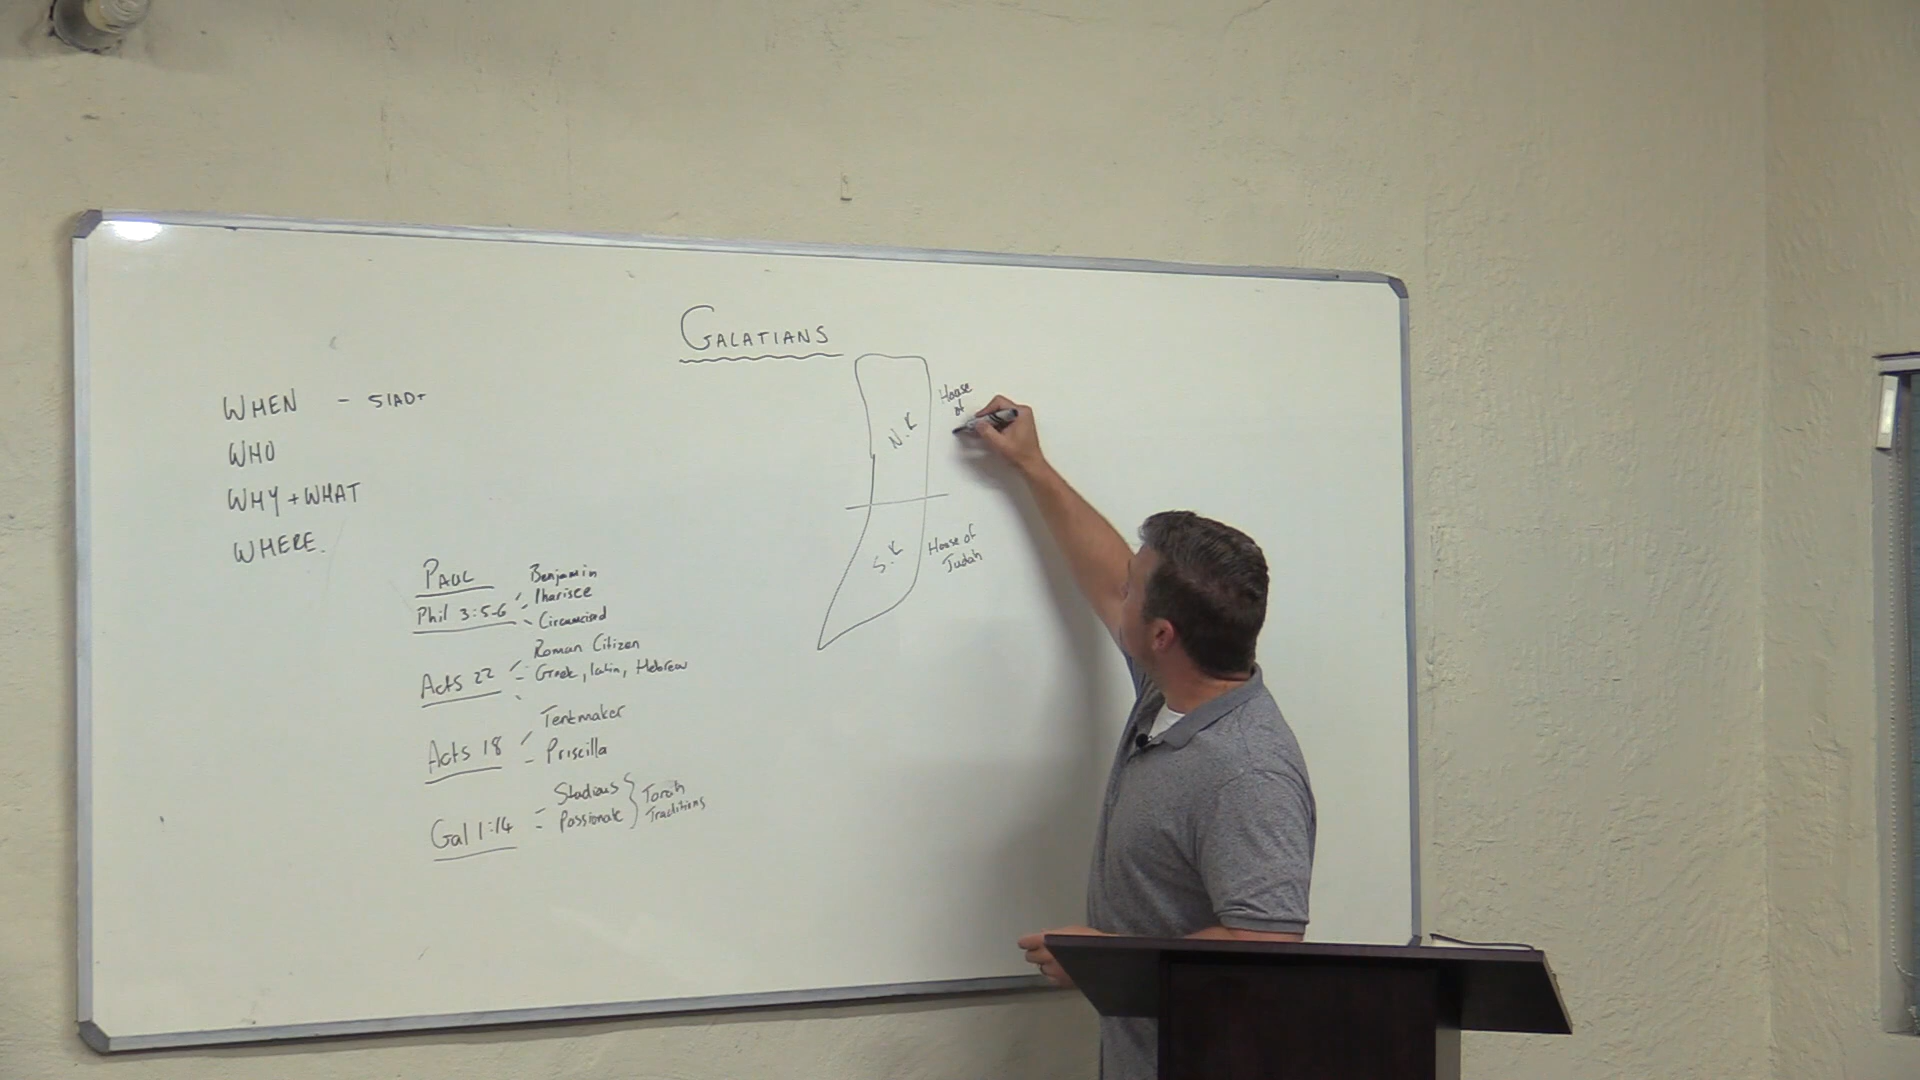 GALATIANS
WHEN - 51AD+
WHO
WHY + WHAT
WHERE.
PAUL
Phil 3:5-6
- Benjamin
- Pharisee
- Circumcised
Acts 22
- Roman Citizen
- Greek, latin, Hebrew
-
Acts 18
- Tentmaker
- Priscilla
Gal 1:14
- Studious
- Passionate
} Torah
Traditions
N.K
House
of
S.K
House of
Judah